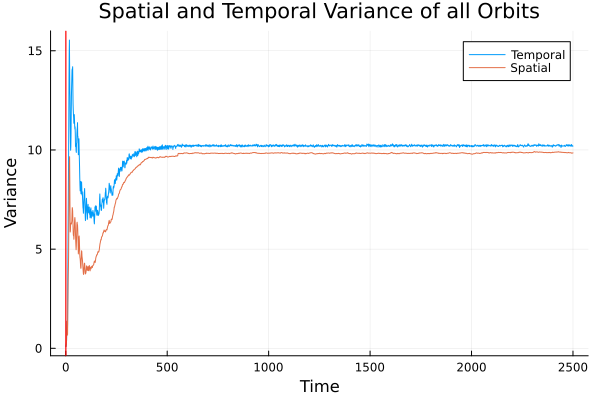 Spatial and Temporal Variance of all Orbits
Variance
15
10
5
0
Temporal
Spatial
0 500 1000 1500 2000 2500
Time